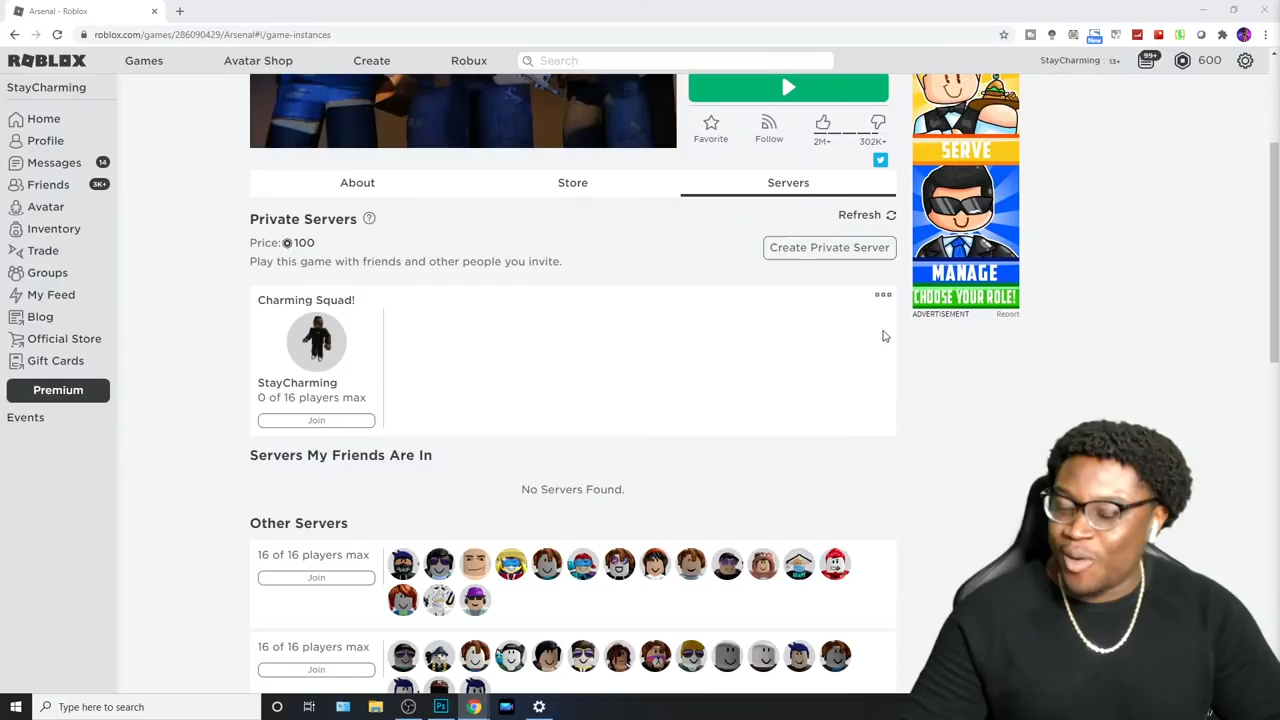 Arsenal - Roblox
roblox.com/games/286090429/Arsenal#!/game-instances
New
ROBLOX
Games
Avatar Shop
Create
Robux
Search
StayCharming : 13+
99+
600
StayCharming
Home
Profile
Messages 14
Friends 3K+
Avatar
Inventory
Trade
Groups
My Feed
Blog
Official Store
Gift Cards
Premium
Events
Favorite
Follow
2M+
302K+
About
Store
Servers
Private Servers
Refresh
Price: 100
Create Private Server
Play this game with friends and other people you invite.
Charming Squad!
StayCharming
0 of 16 players max
Join
Servers My Friends Are In
No Servers Found.
Other Servers
16 of 16 players max
Join
16 of 16 players max
Join
SERVE
MANAGE
CHOOSE YOUR ROLE!
ADVERTISEMENT
Report
Type here to search
Ps